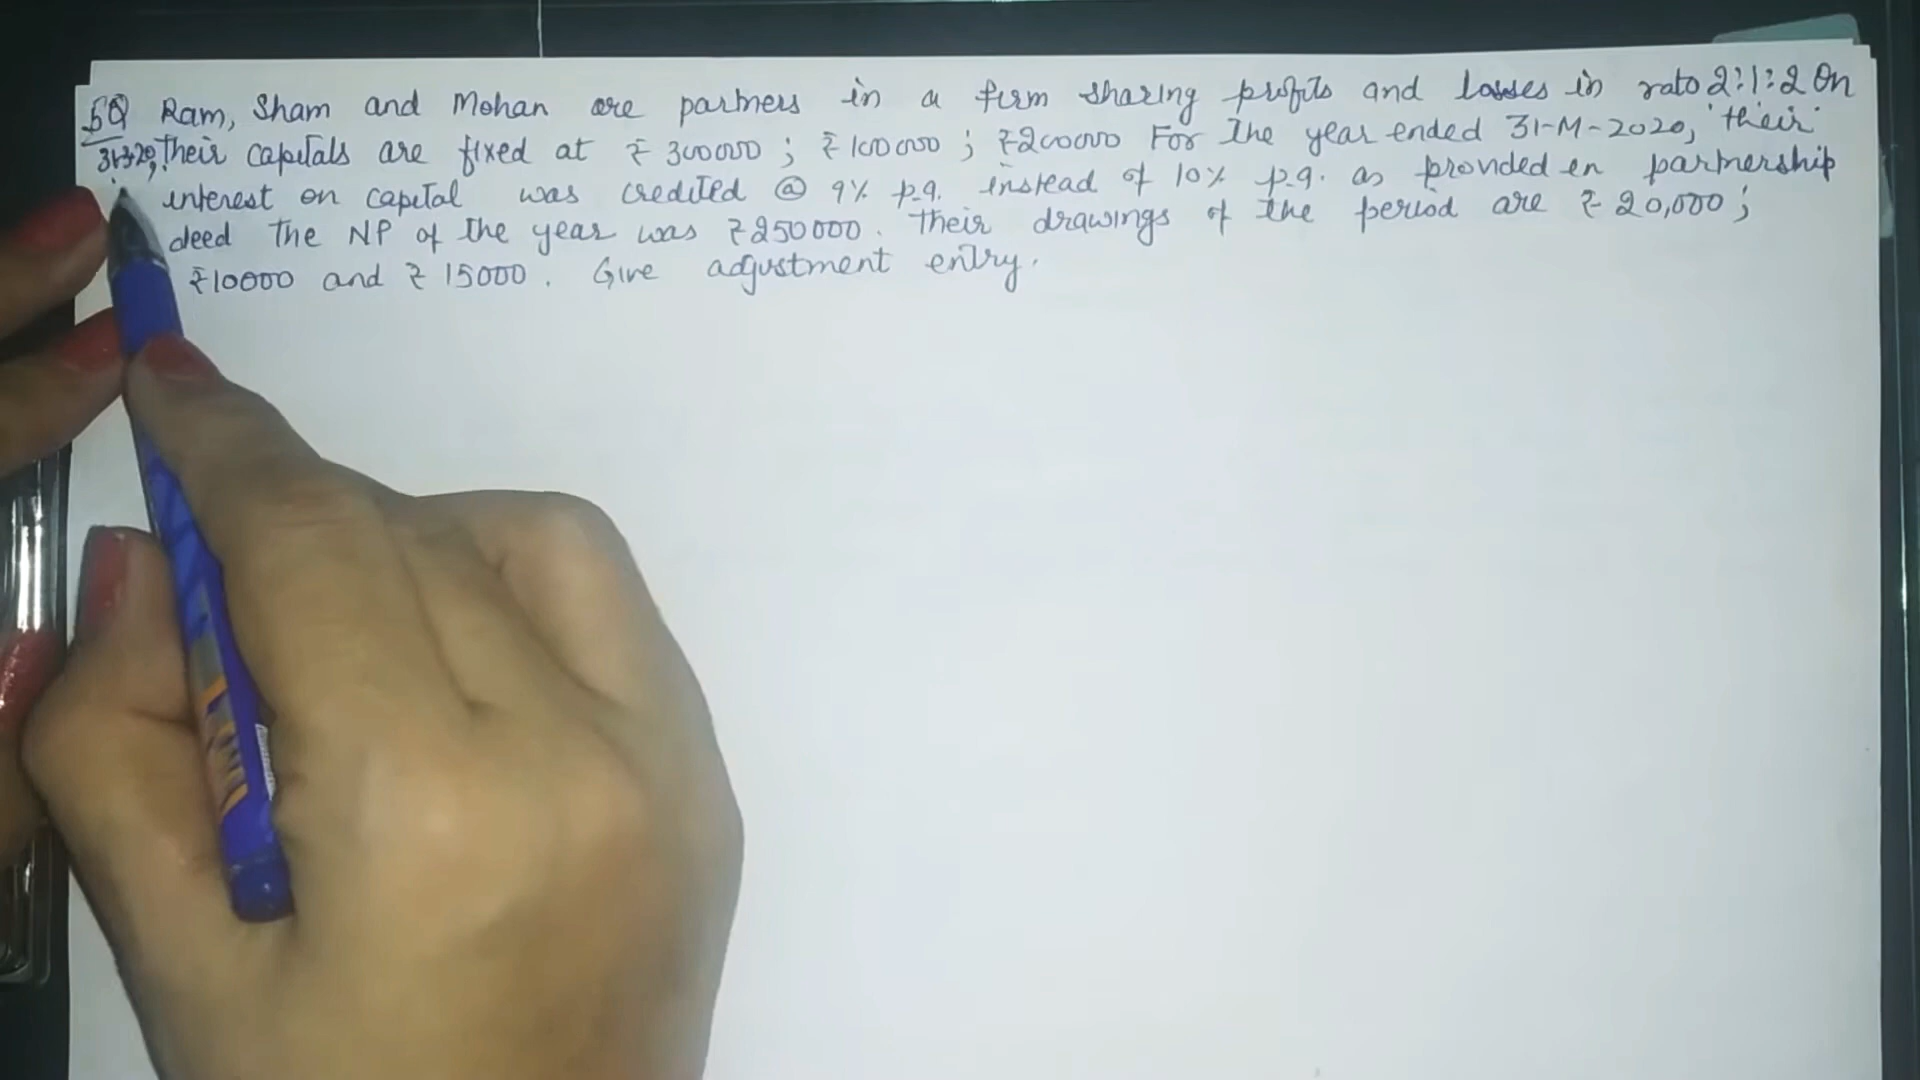 5Q Ram, Sham and Mohan are partners in a firm sharing profits and losses in rato 2:1:2 On
31-3-20, Their capitals are fixed at ₹ 300000 ; ₹ 100000 ; ₹200000 For the year ended 31-M-2020, their
interest on capital was credited @ 9% p.a. instead of 10% p.a. as provided in partnership
deed The NP of the year was ₹250000. Their drawings of the period are ₹ 20,000 ;
₹10000 and ₹ 15000. Give adjustment entry.